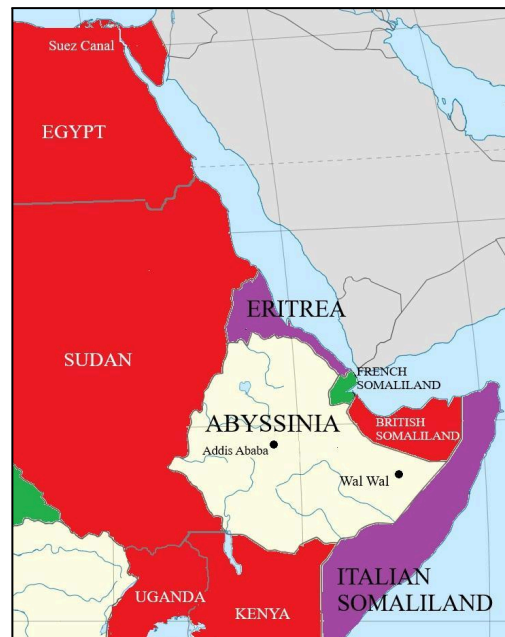 Suez Canal
EGYPT
ERITREA
SUDAN
FRENCH
SOMALILAND
ABYSSINIA
BRITISH
SOMALILAND
Addis Ababa
Wal Wal
ITALIAN
SOMALILAND
UGANDA
KENYA